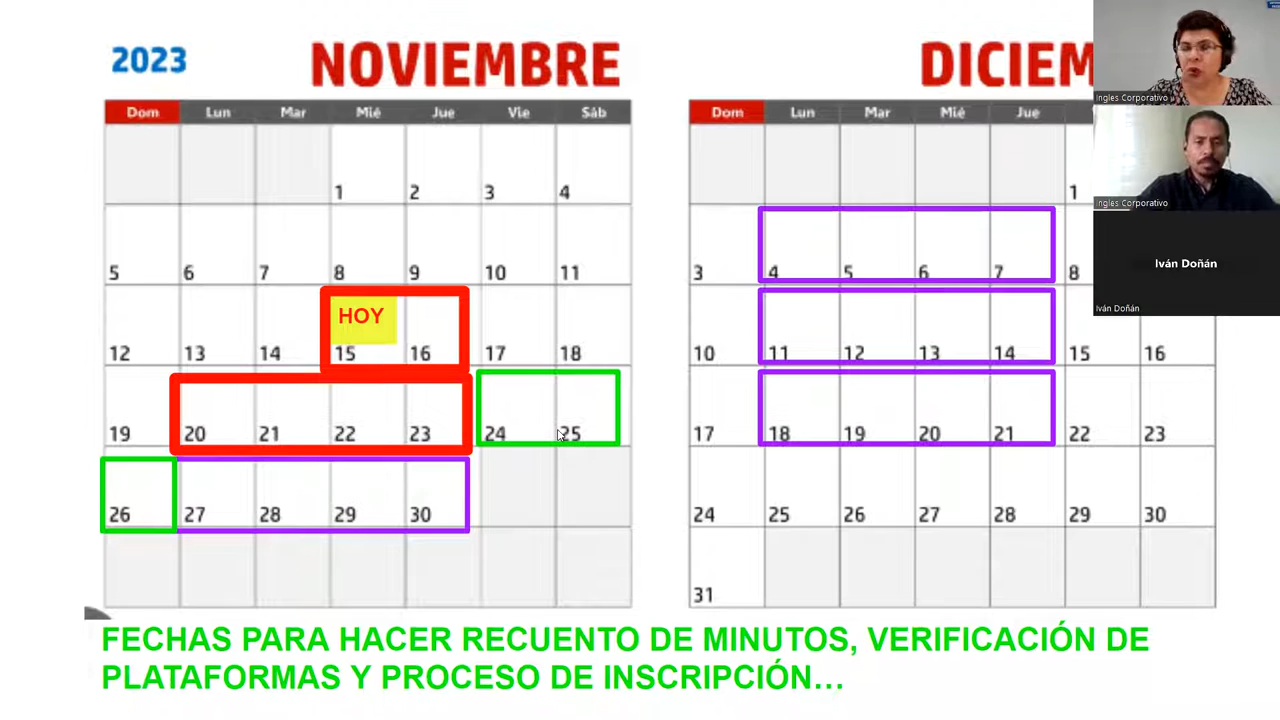 2023 NOVIEMBRE
Dom Lun Mar Mié Jue Vie Sáb
1 2 3 4
5 6 7 8 9 10 11
HOY
12 13 14 15 16 17 18
19 20 21 22 23 24 25
26 27 28 29 30
DICIEM
Dom Lun Mar Mié Jue
1
3 4 5 6 7 8
10 11 12 13 14 15 16
17 18 19 20 21 22 23
24 25 26 27 28 29 30
31
Ingles Corporativo
Ingles Corporativo
Iván Doñán
Iván Doñán
FECHAS PARA HACER RECUENTO DE MINUTOS, VERIFICACIÓN DE
PLATAFORMAS Y PROCESO DE INSCRIPCIÓN...